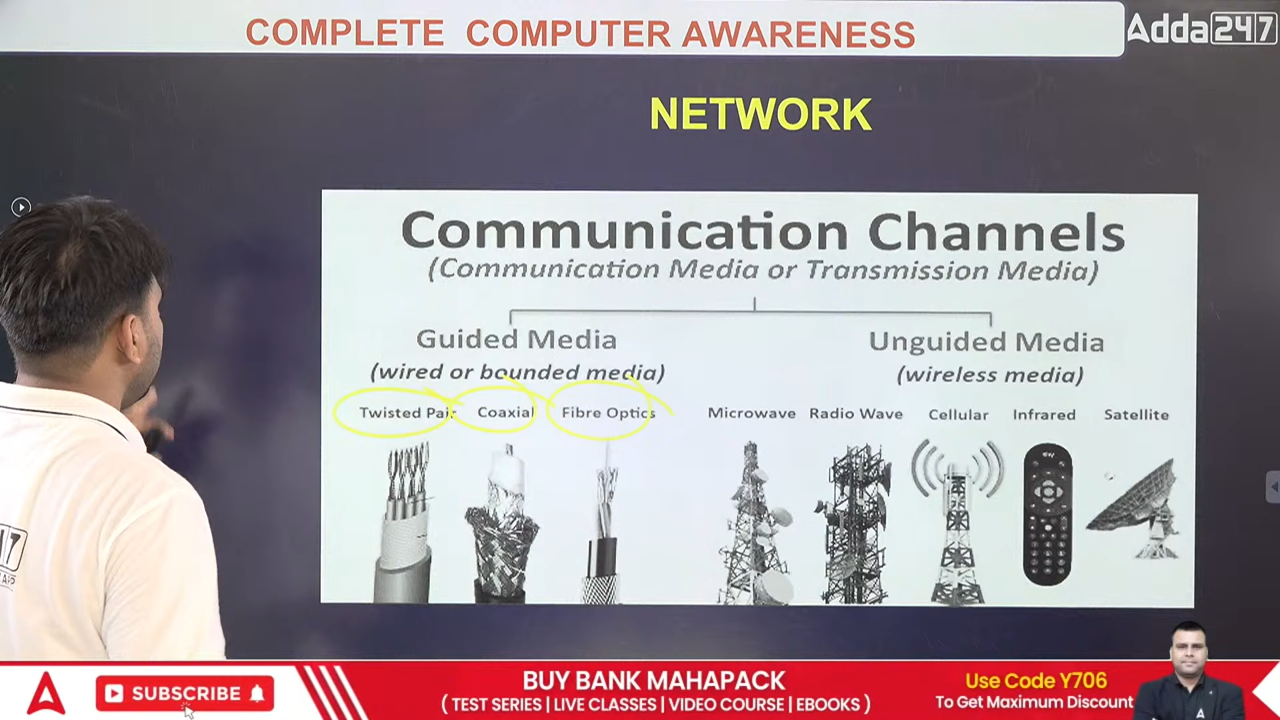 COMPLETE COMPUTER AWARENESS
Adda247
NETWORK
Communication Channels
(Communication Media or Transmission Media)
Guided Media
(wired or bounded media)
Unguided Media
(wireless media)
Twisted Pair
Coaxial
Fibre Optics
Microwave
Radio Wave
Cellular
Infrared
Satellite
SUBSCRIBE
BUY BANK MAHAPACK
( TEST SERIES | LIVE CLASSES | VIDEO COURSE | EBOOKS )
Use Code Y706
To Get Maximum Discount